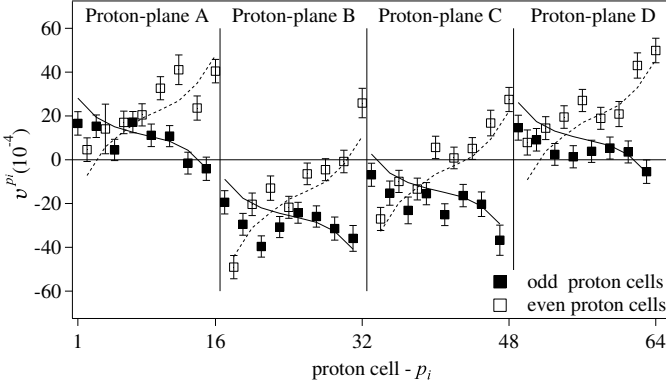 Proton-plane A Proton-plane B Proton-plane C Proton-plane D
60
40
20
0
-20
-40
-60
v^{p_i} (10^{-4})
odd proton cells
even proton cells
1 16 32 48 64
proton cell - p_i